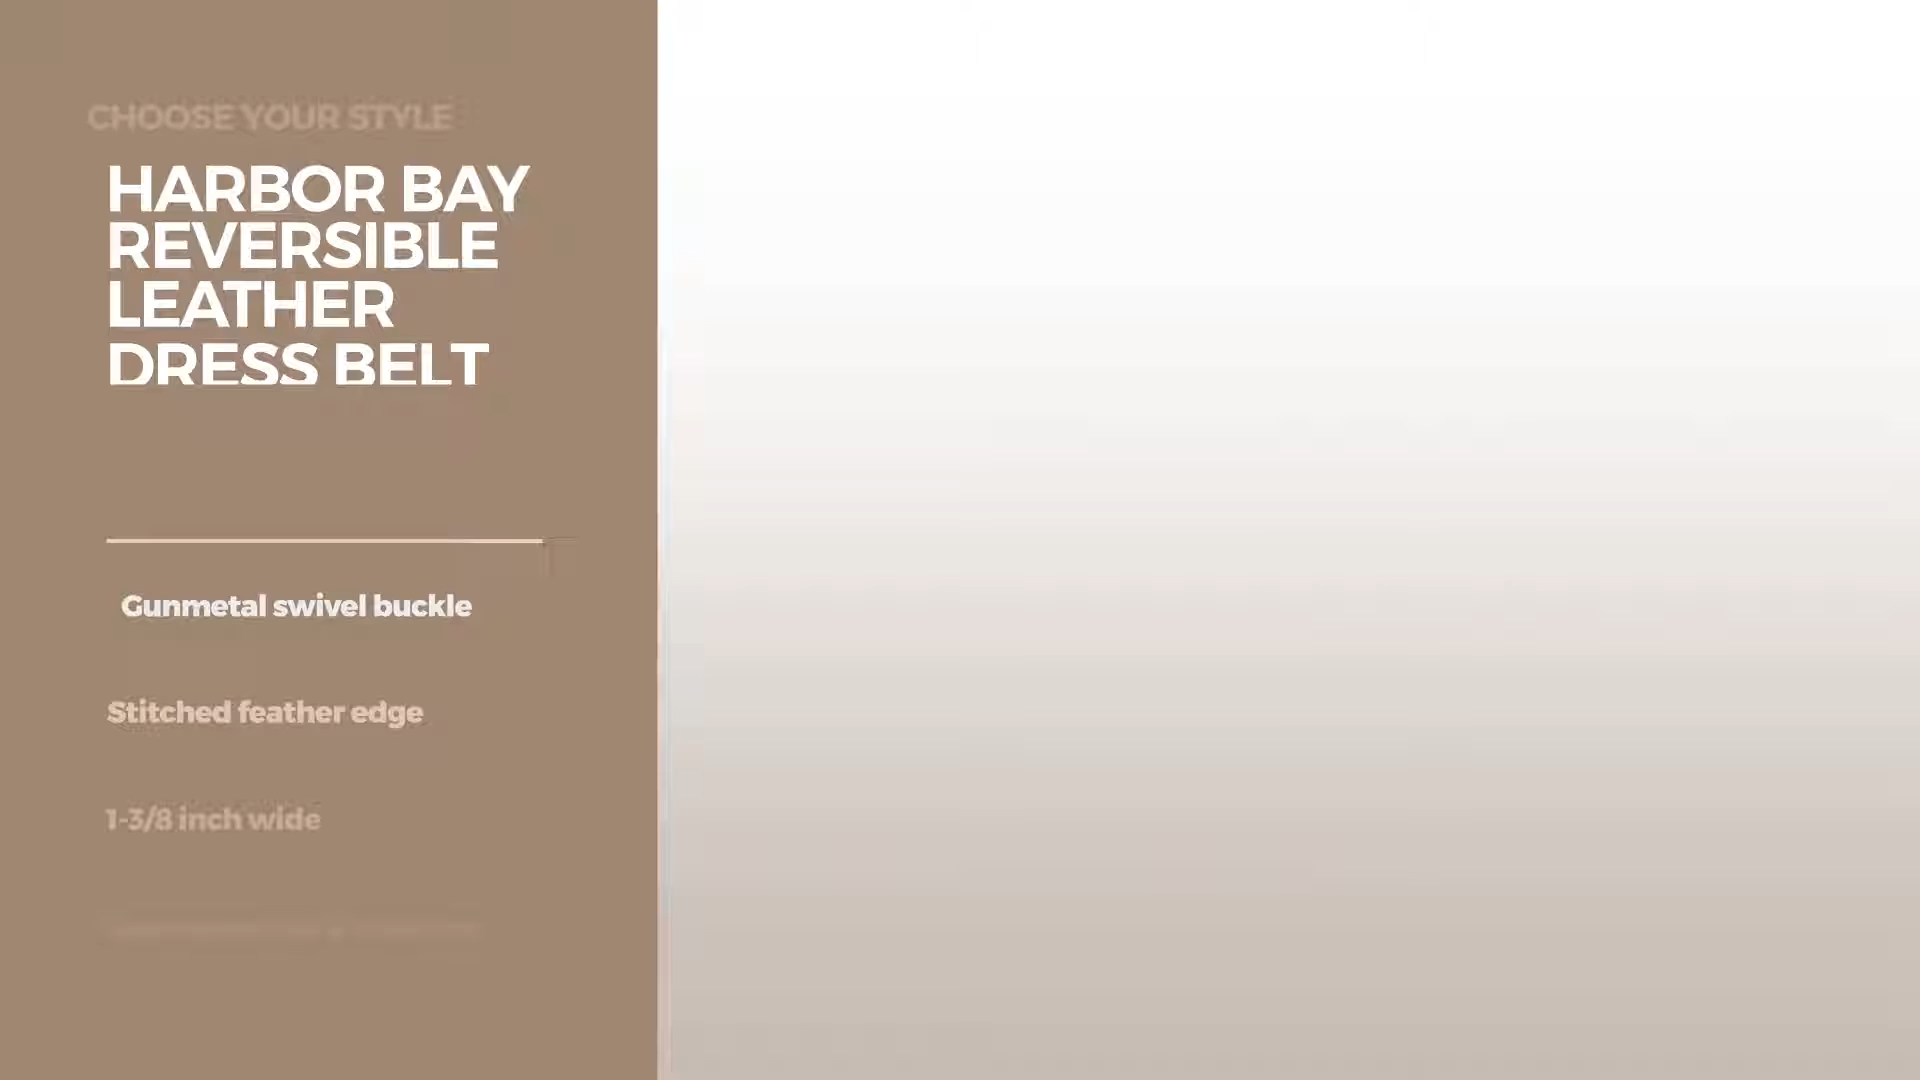 CHOOSE YOUR STYLE
HARBOR BAY
REVERSIBLE
LEATHER
DRESS BELT
Gunmetal swivel buckle
Stitched feather edge
1-3/8 inch wide